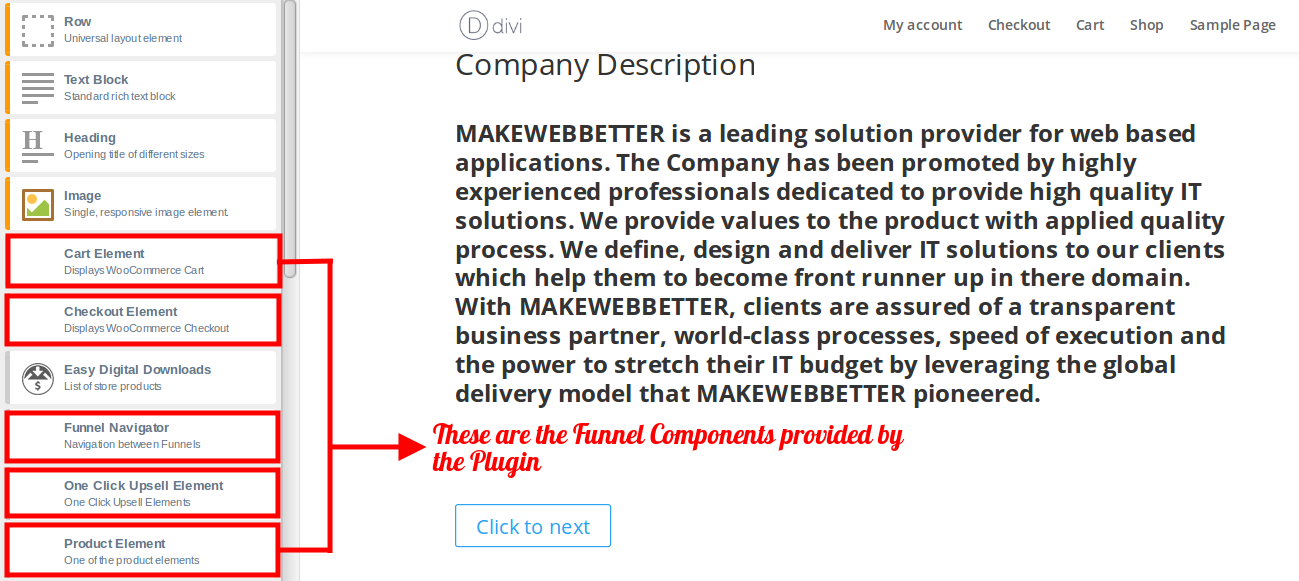 Row
Universal layout element
Text Block
Standard rich text block
H
Heading
Opening title of different sizes
Image
Single, responsive image element.
Cart Element
Displays WooCommerce Cart
Checkout Element
Displays WooCommerce Checkout
$
Easy Digital Downloads
List of store products
Funnel Navigator
Navigation between Funnels
One Click Upsell Element
One Click Upsell Elements
Product Element
One of the product elements
D divi
My account Checkout Cart Shop Sample Page
Company Description
MAKEWEBBETTER is a leading solution provider for web based
applications. The Company has been promoted by highly
experienced professionals dedicated to provide high quality IT
solutions. We provide values to the product with applied quality
process. We define, design and deliver IT solutions to our clients
which help them to become front runner up in there domain.
With MAKEWEBBETTER, clients are assured of a transparent
business partner, world-class processes, speed of execution and
the power to stretch their IT budget by leveraging the global
delivery model that MAKEWEBBETTER pioneered.
These are the Funnel Components provided by
the Plugin
Click to next